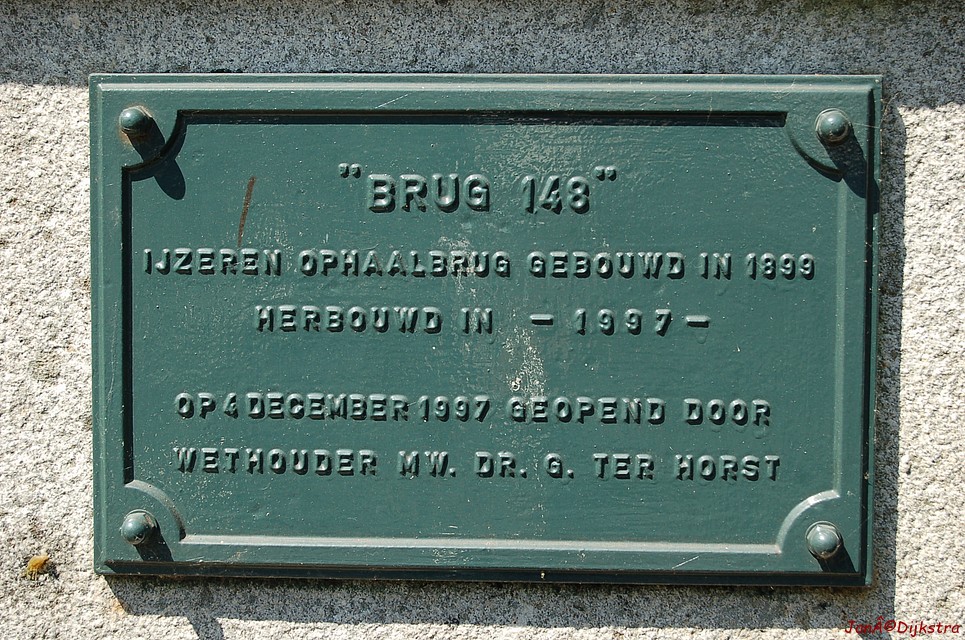 "BRUG 148"
IJZEREN OPHAALBRUG GEBOUWD IN 1899
HERBOUWD IN - 1997 -
OP 4 DECEMBER 1997 GEOPEND DOOR
WETHOUDER MW. DR. G. TER HORST
JanÂ©Dijkstra